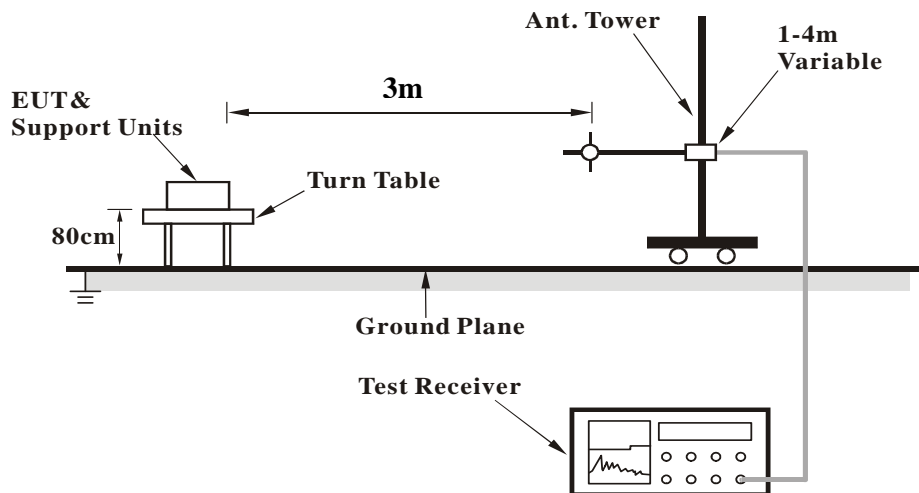 Ant. Tower
1-4m
Variable
3m
EUT&
Support Units
Turn Table
80cm
Ground Plane
Test Receiver